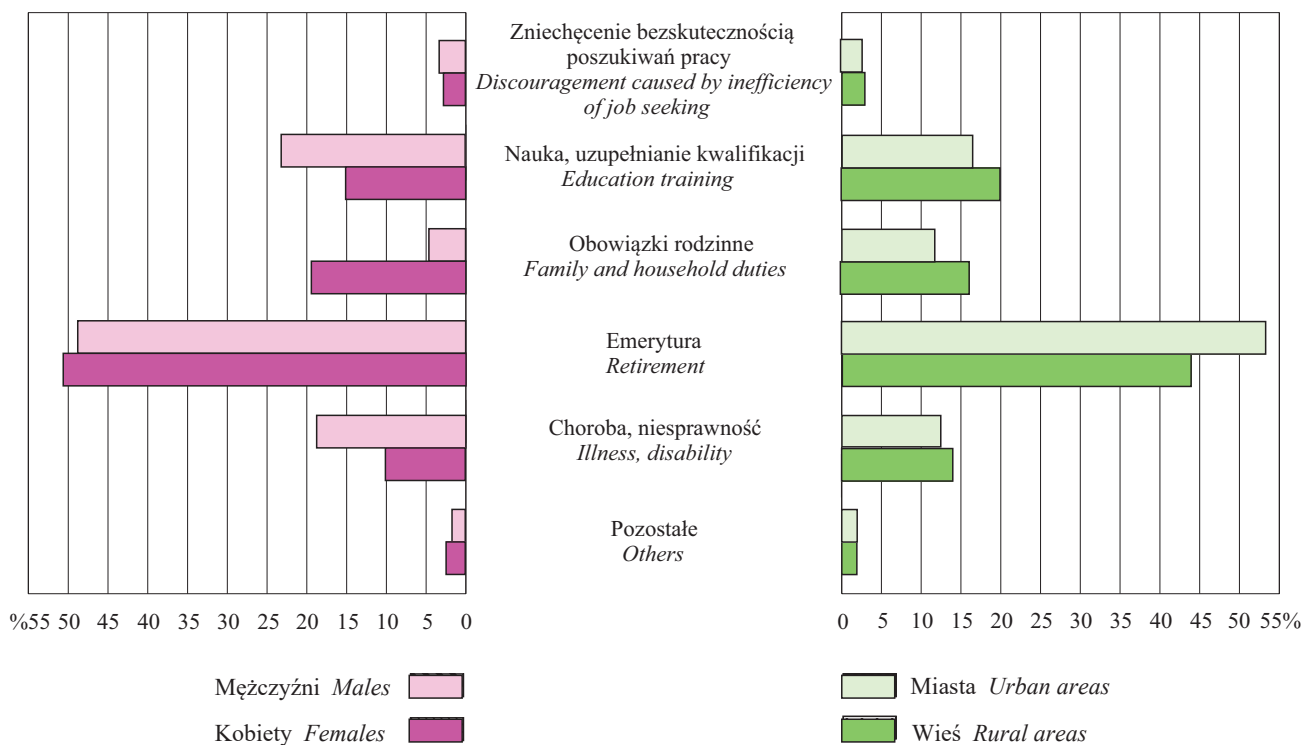 Zniechęcenie bezskutecznością
poszukiwań pracy
Discouragement caused by inefficiency
of job seeking
Nauka, uzupełnianie kwalifikacji
Education training
Obowiązki rodzinne
Family and household duties
Emerytura
Retirement
Choroba, niesprawność
Illness, disability
Pozostałe
Others
%55 50 45 40 35 30 25 20 15 10 5 0
0 5 10 15 20 25 30 35 40 45 50 55%
Mężczyźni Males
Kobiety Females
Miasta Urban areas
Wieś Rural areas